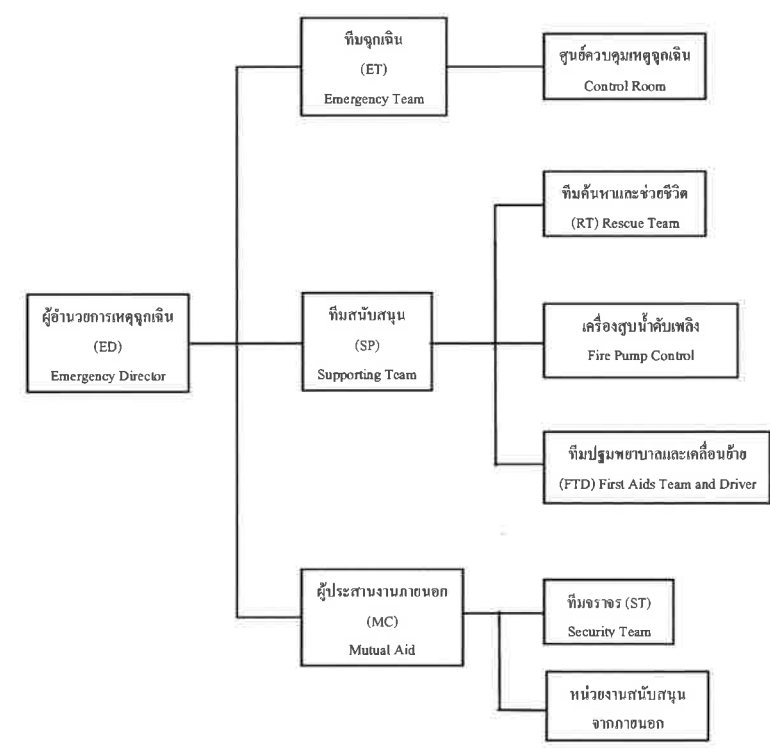 ทีมฉุกเฉิน
(ET)
Emergency Team
ศูนย์ควบคุมเหตุฉุกเฉิน
Control Room
ทีมค้นหาและช่วยชีวิต
(RT) Rescue Team
ผู้อำนวยการเหตุฉุกเฉิน
(ED)
Emergency Director
ทีมสนับสนุน
(SP)
Supporting Team
เครื่องสูบน้ำดับเพลิง
Fire Pump Control
ทีมปฐมพยาบาลและเคลื่อนย้าย
(FTD) First Aids Team and Driver
ผู้ประสานงานภายนอก
(MC)
Mutual Aid
ทีมจราจร (ST)
Security Team
หน่วยงานสนับสนุน
จากภายนอก